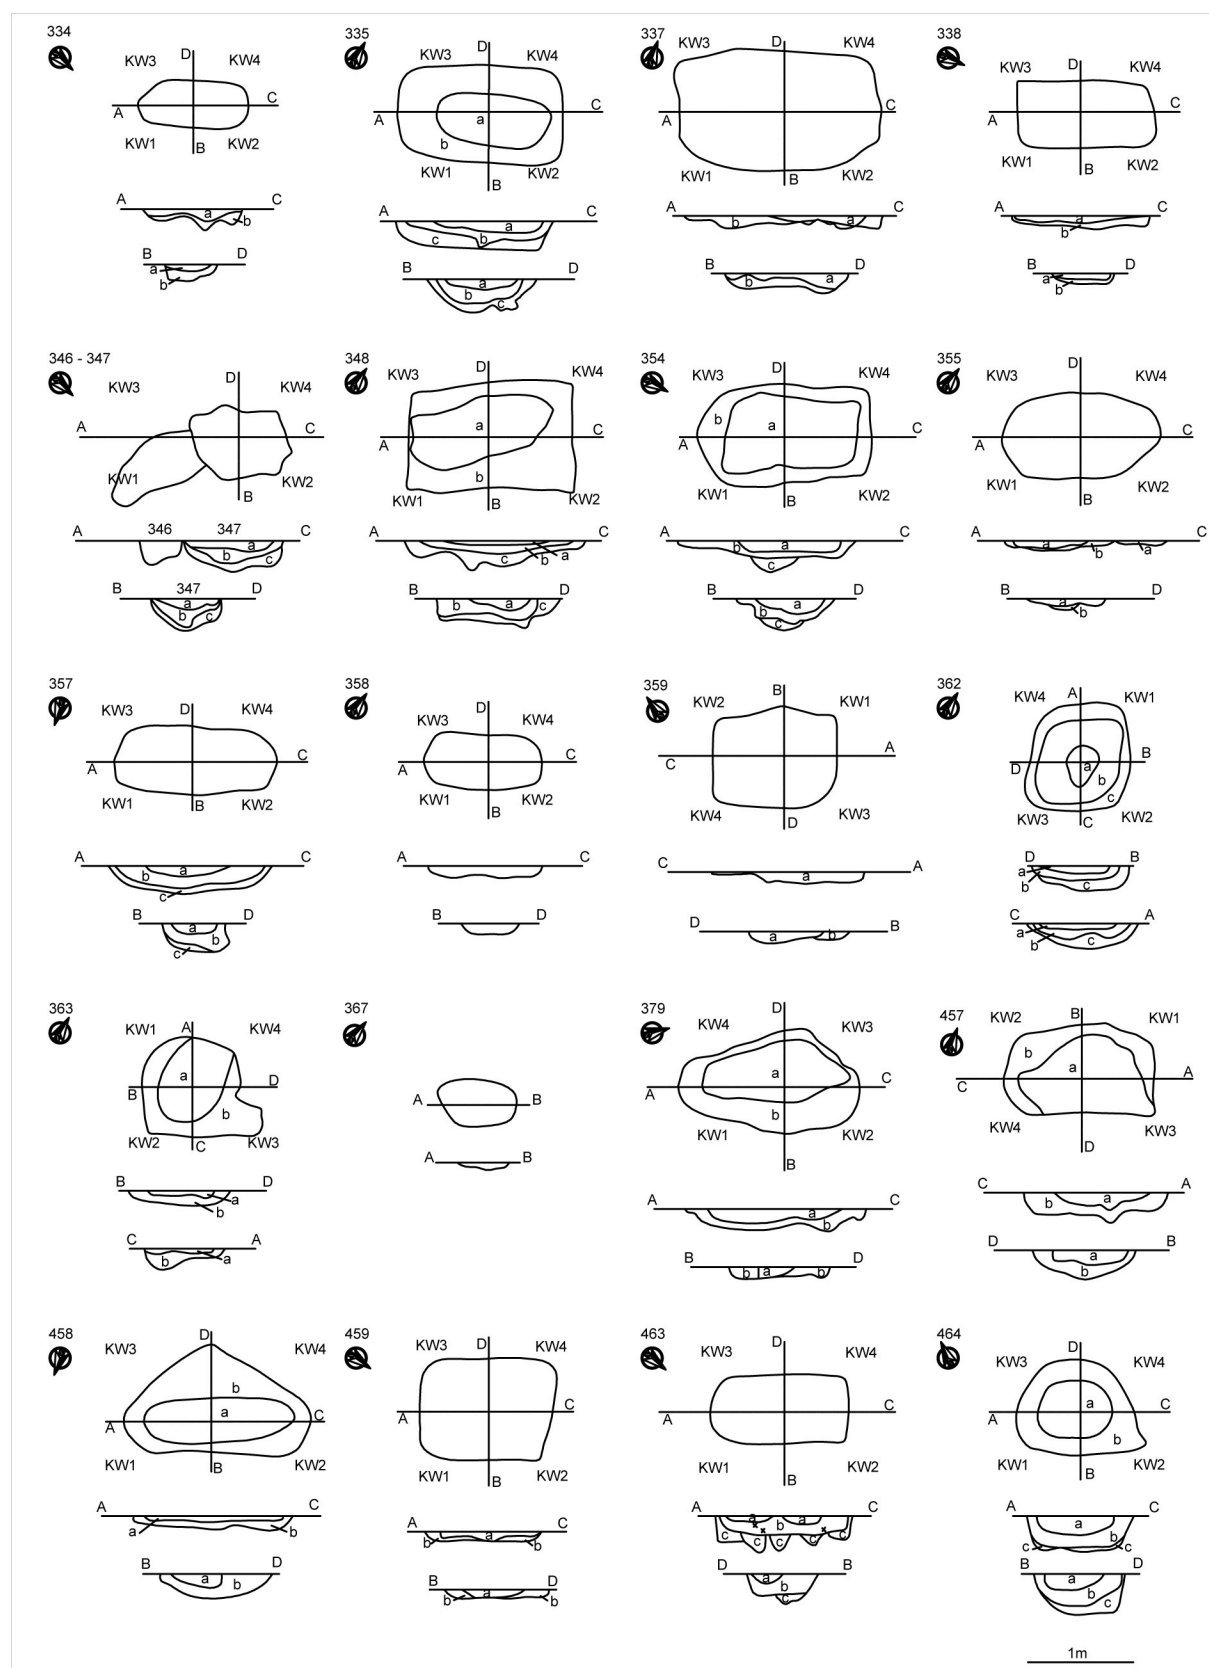 334
KW3 D KW4
A C
KW1 B KW2
A a C
b
B D
a
b
335
KW3 D KW4
A a C
b
KW1 B KW2
A a C
c b
B D
a
b
c
337
KW3 D KW4
A C
KW1 B KW2
A b a C
B b a D
338
KW3 D KW4
A C
KW1 B KW2
A a C
b
B D
a
b
346 - 347
KW3 D KW4
A C
KW1 B KW2
A 346 347 C
a
b c
B 347 D
a
b c
348
KW3 D KW4
a
A C
b
KW1 B KW2
A C
c b a
B D
b a c
354
KW3 D KW4
b a
A C
KW1 B KW2
A C
b a
c
B D
a
b
c
355
KW3 D KW4
A C
KW1 B KW2
A C
a b a
B D
a
b
357
KW3 D KW4
A C
KW1 B KW2
A C
a
b
c
B D
a
b
c
358
KW3 D KW4
A C
KW1 B KW2
A C
B D
359
KW2 B KW1
A
C
KW4 D KW3
C A
a
D B
a b
362
KW4 A KW1
B
D a
b
c
KW3 C KW2
D B
a
b c
C A
a
b c
363
KW1 A KW4
a
B D
b
KW2 C KW3
B D
a
b
C A
b a
367
A B
A B
379
KW4 D KW3
a
A C
b
KW1 B KW2
A C
a
b
B D
b a b
457
KW2 B KW1
b
a
C A
KW4 D KW3
C A
b a
D B
a
b
458
KW3 D KW4
b
a
A C
KW1 B KW2
A C
a b
B D
a b
459
KW3 D KW4
A C
KW1 B KW2
A C
b a b
B D
b a b
463
KW3 D KW4
A C
KW1 B KW2
A C
a b a
c c c c c
D B
a
b
c
464
KW3 D KW4
a
A C
b
KW1 B KW2
A C
a
b
c c
B D
a
b
c
1m